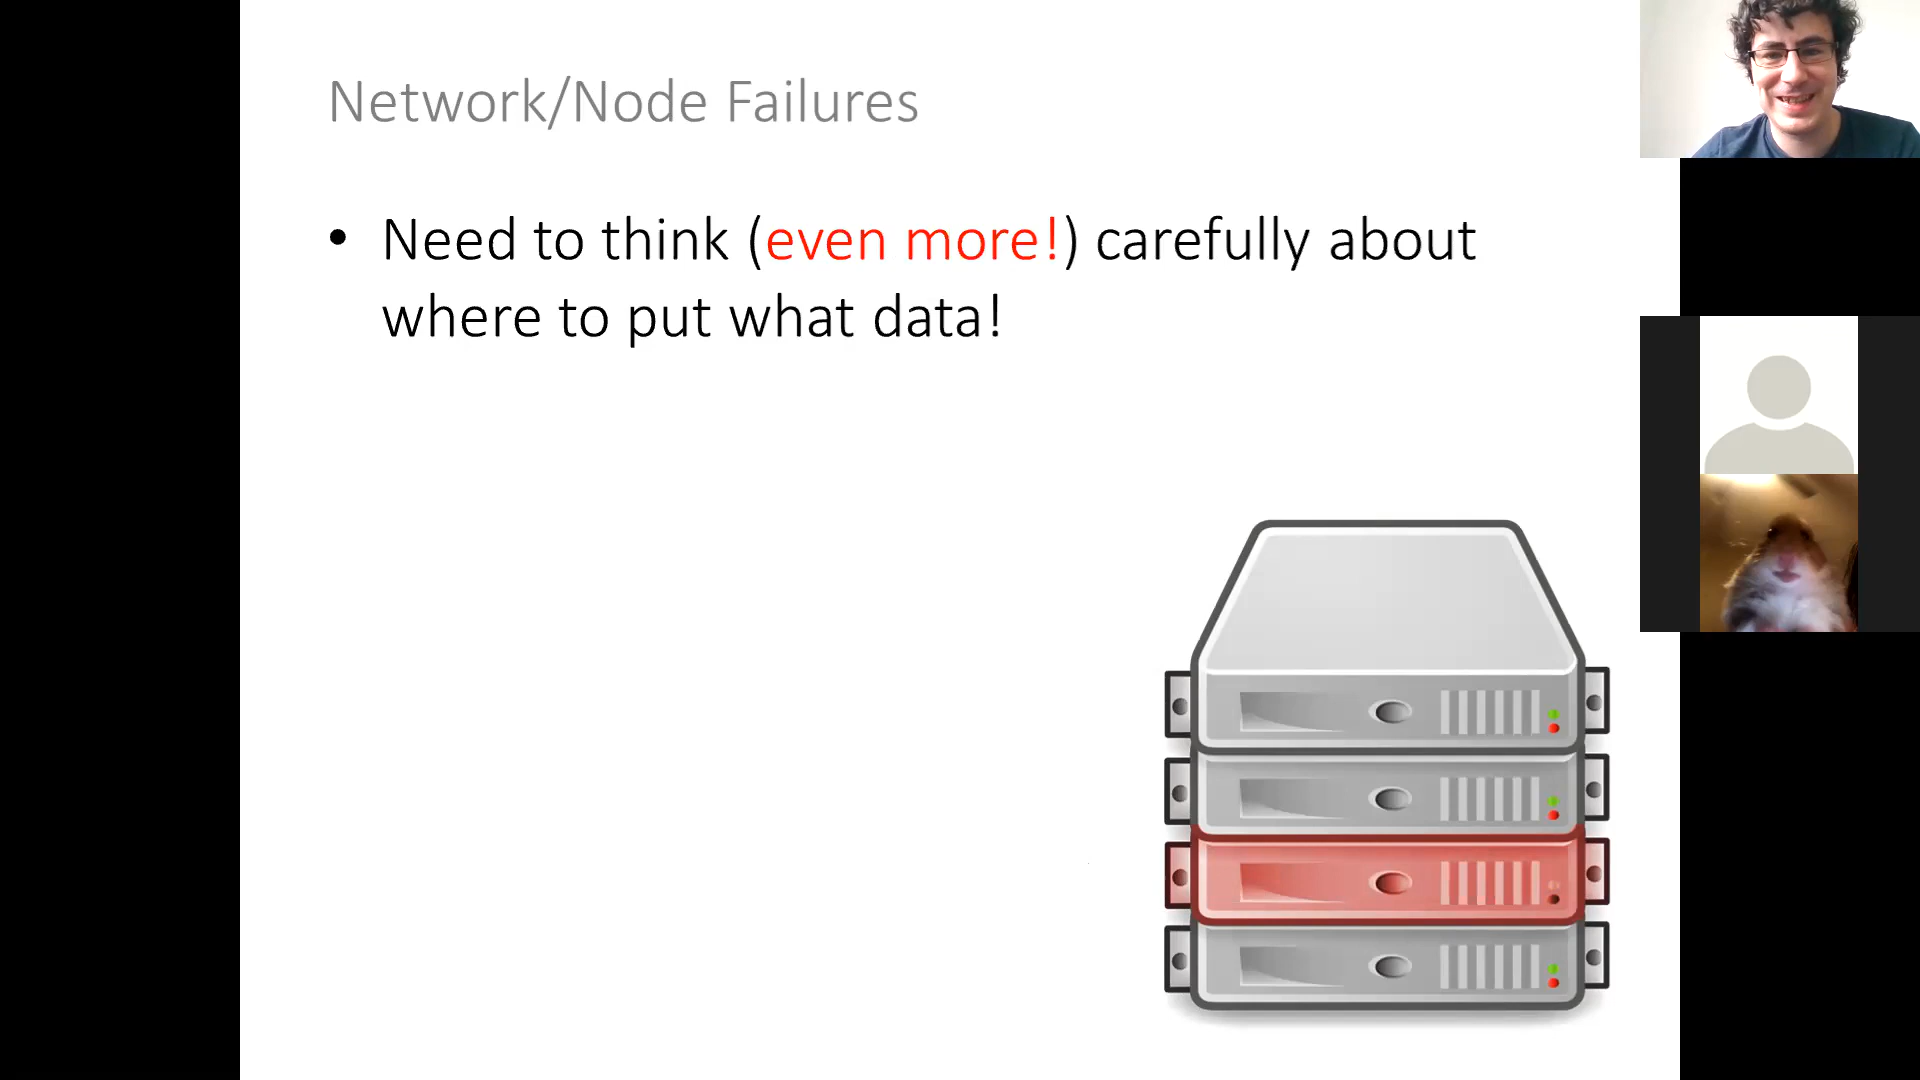 Network/Node Failures
• Need to think (even more!) carefully about
where to put what data!